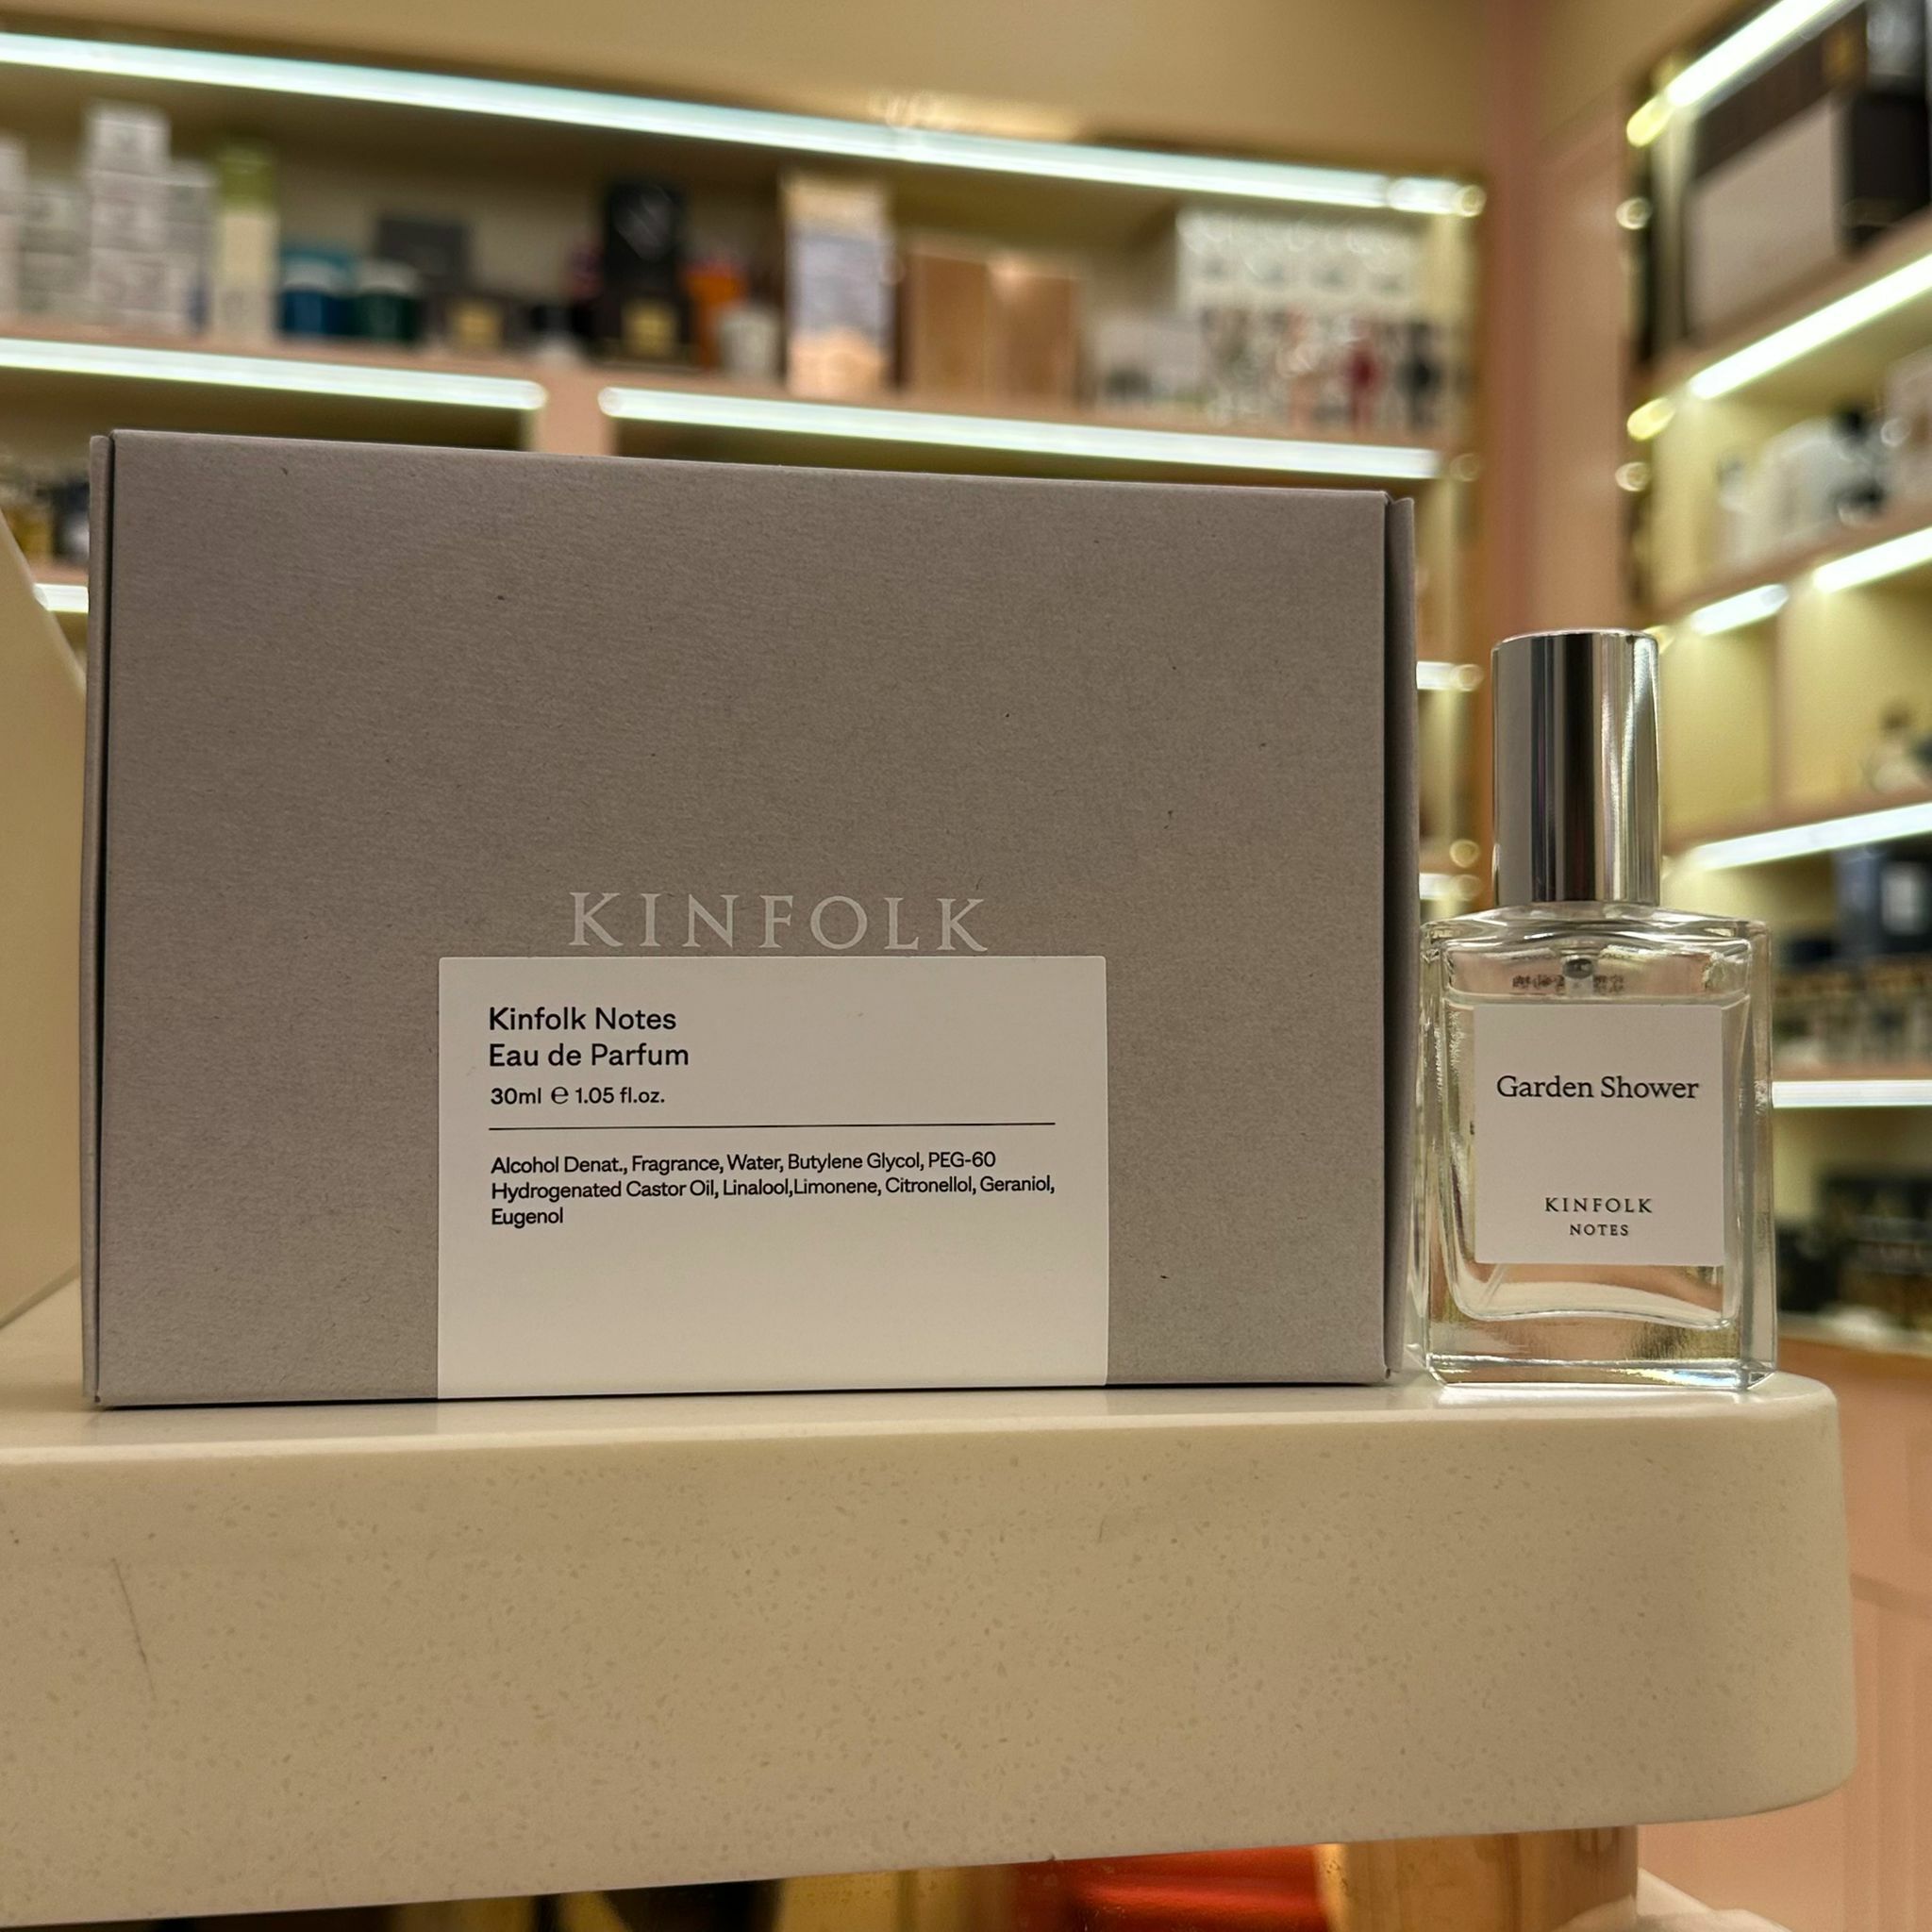 KINFOLK
Kinfolk Notes
Eau de Parfum
30ml ℮ 1.05 fl.oz.
Alcohol Denat., Fragrance, Water, Butylene Glycol, PEG-60
Hydrogenated Castor Oil, Linalool,Limonene, Citronellol, Geraniol,
Eugenol
Garden Shower
KINFOLK
NOTES